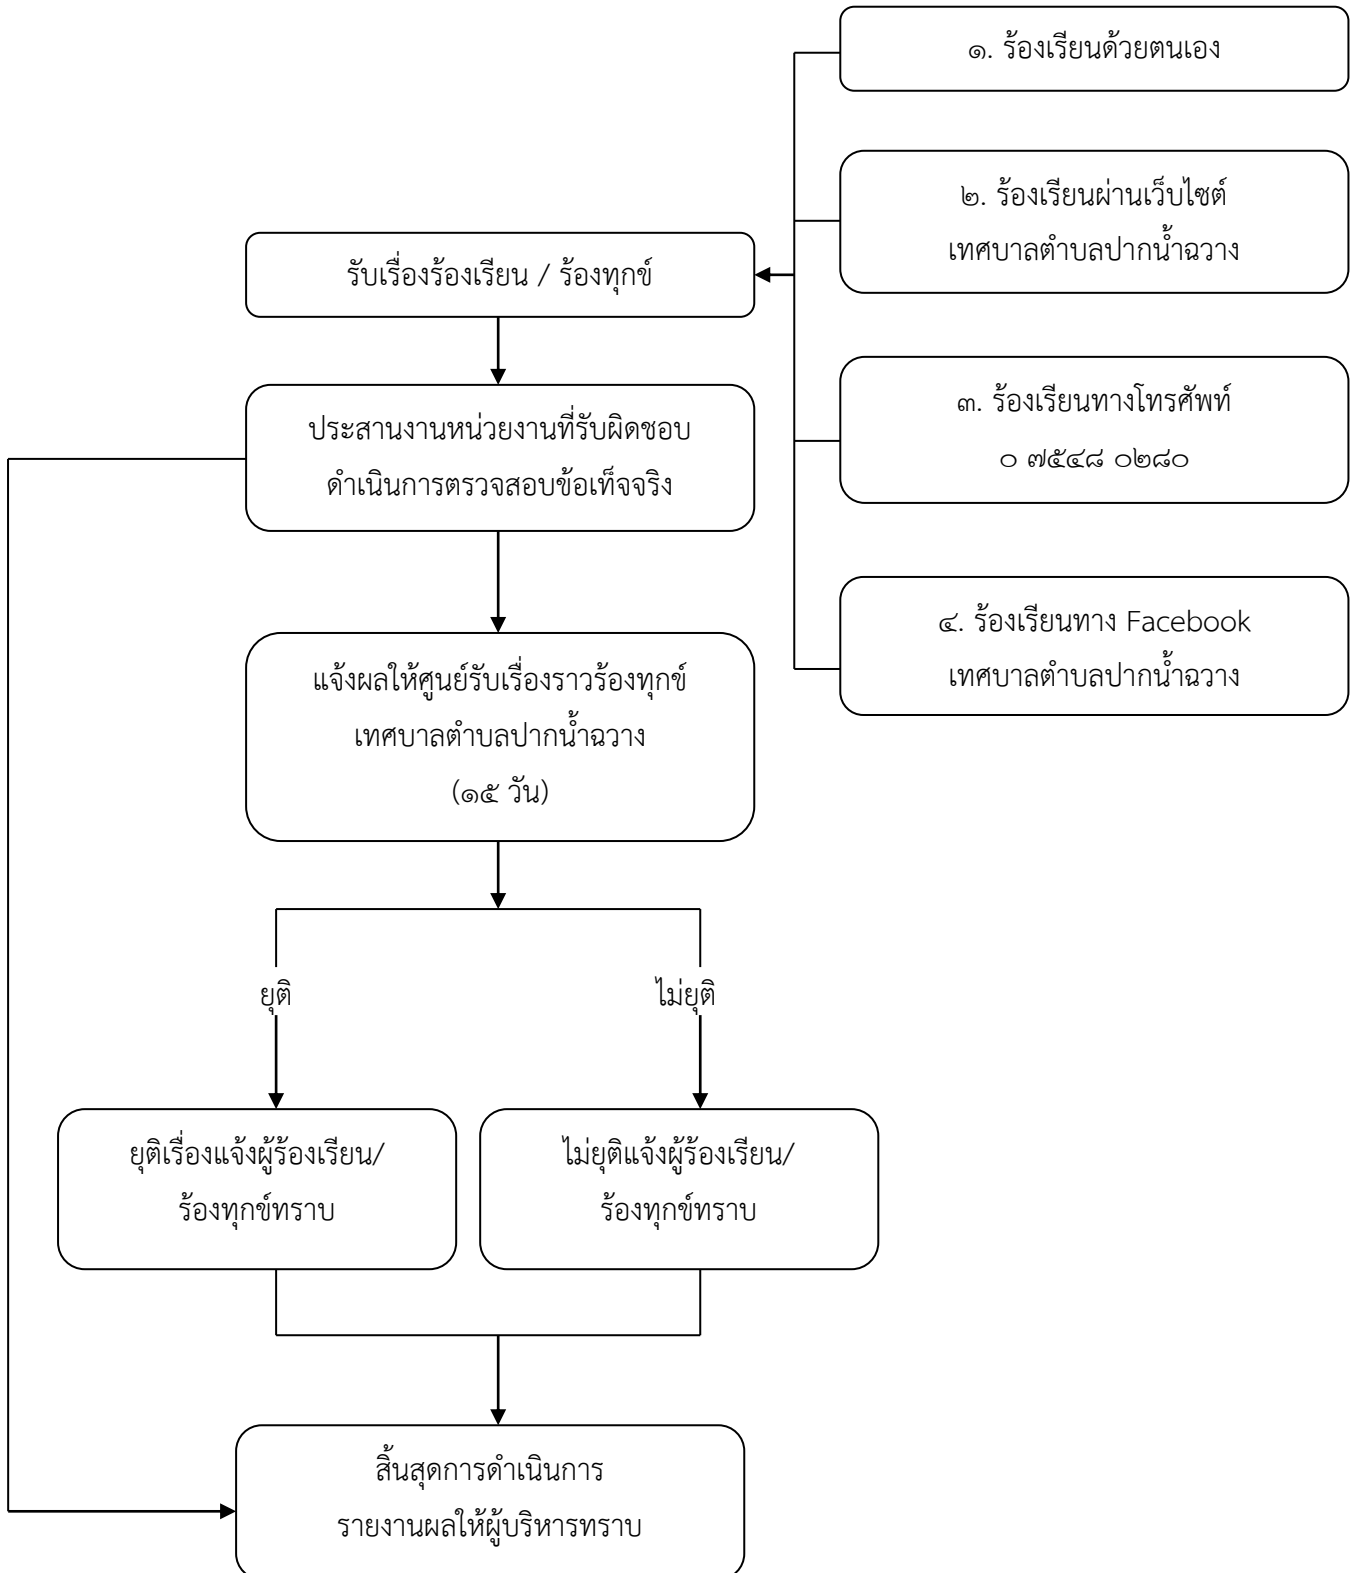 ๑. ร้องเรียนด้วยตนเอง
๒. ร้องเรียนผ่านเว็บไซต์
เทศบาลตำบลปากน้ำฉวาง
รับเรื่องร้องเรียน / ร้องทุกข์
๓. ร้องเรียนทางโทรศัพท์
๐ ๗๕๔๘ ๐๒๘๐
ประสานงานหน่วยงานที่รับผิดชอบ
ดำเนินการตรวจสอบข้อเท็จจริง
๔. ร้องเรียนทาง Facebook
เทศบาลตำบลปากน้ำฉวาง
แจ้งผลให้ศูนย์รับเรื่องราวร้องทุกข์
เทศบาลตำบลปากน้ำฉวาง
(๑๕ วัน)
ยุติ
ไม่ยุติ
ยุติเรื่องแจ้งผู้ร้องเรียน/
ร้องทุกข์ทราบ
ไม่ยุติแจ้งผู้ร้องเรียน/
ร้องทุกข์ทราบ
สิ้นสุดการดำเนินการ
รายงานผลให้ผู้บริหารทราบ